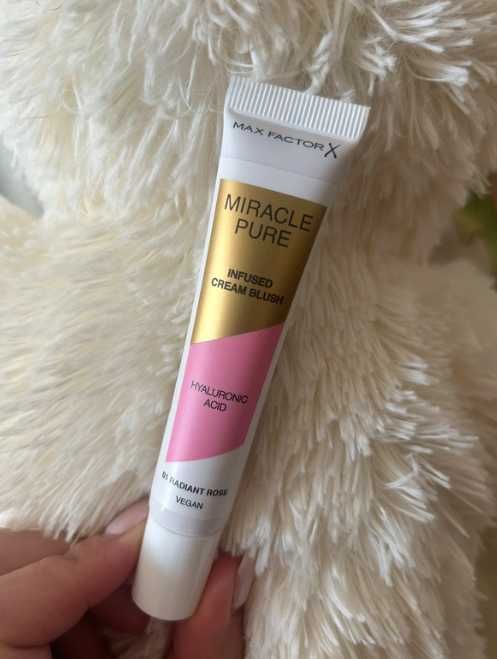 MAX FACTOR X
MIRACLE
PURE
INFUSED
CREAM BLUSH
HYALURONIC
ACID
01 RADIANT ROSE
VEGAN